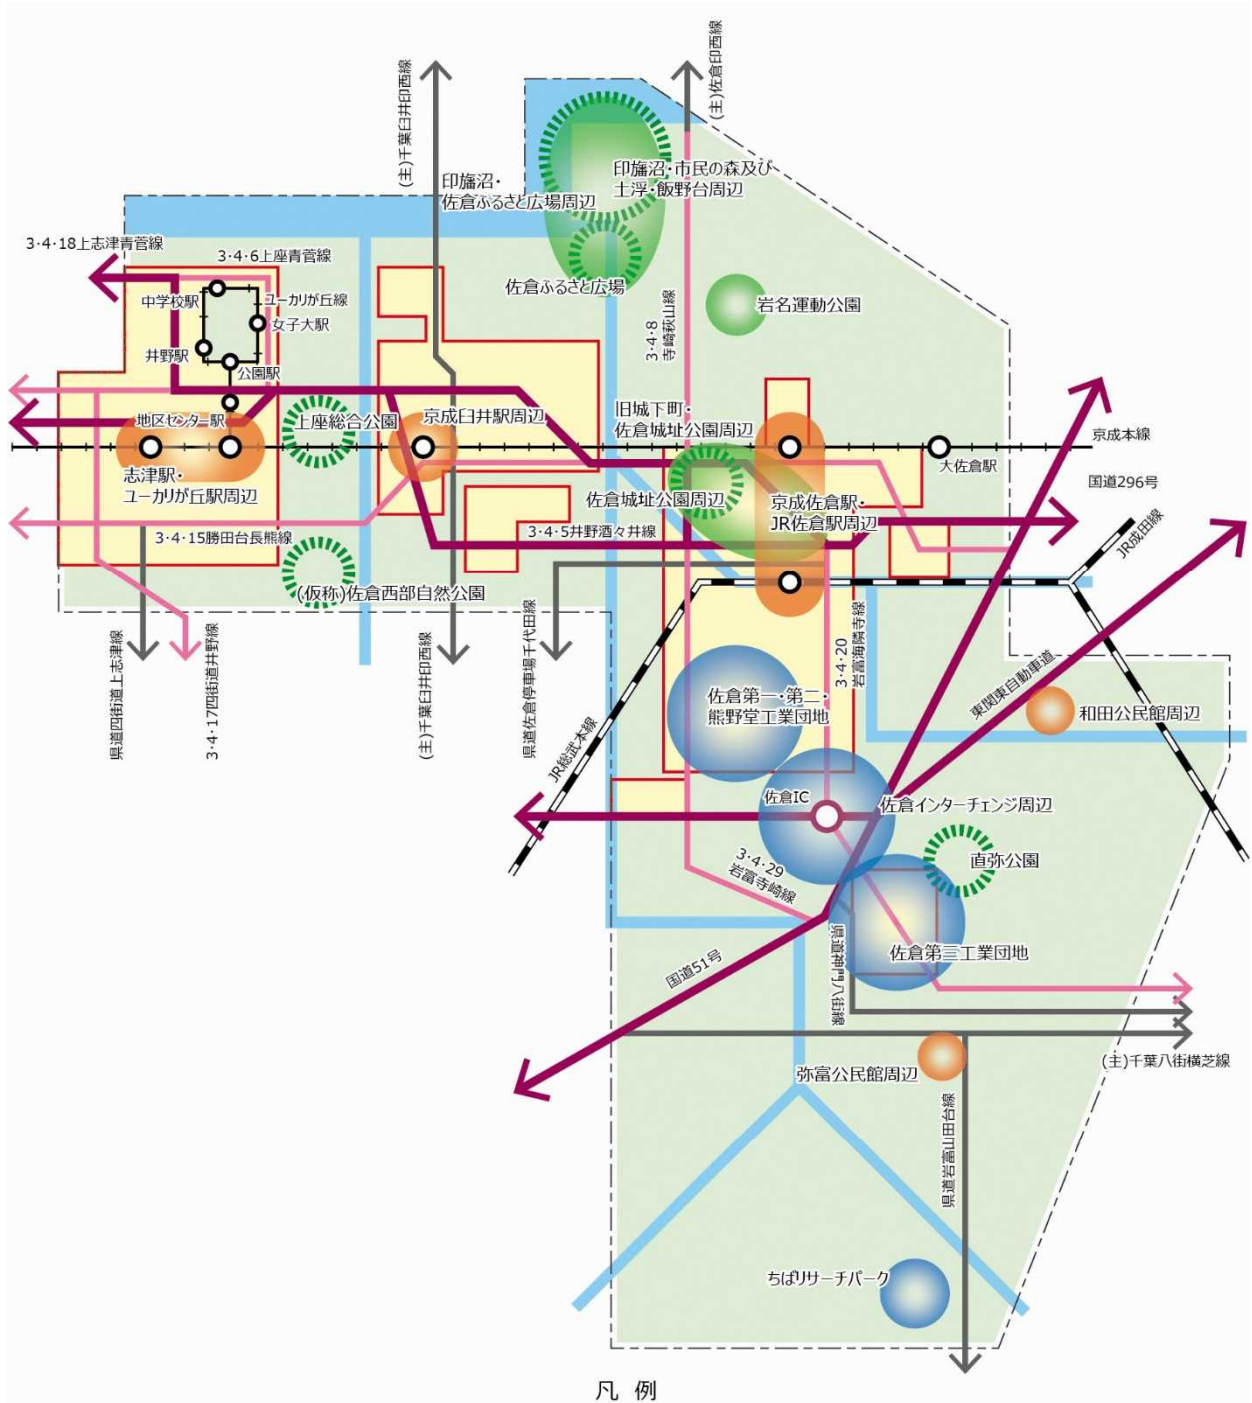 (主)千葉臼井印西線
(主)佐倉印西線
印旛沼・市民の森及び
土浮・飯野台周辺
印旛沼・
佐倉ふるさと広場周辺
3・4・18上志津青菅線
3・4・6上座青菅線
佐倉ふるさと広場
中学校駅
ユーカリが丘線
女子大駅
岩名運動公園
3・4・8
寺崎萩山線
井野駅
公園駅
地区センター駅
上座総合公園
京成臼井駅周辺
旧城下町・
佐倉城址公園周辺
京成本線
大佐倉駅
国道296号
志津駅・
ユーカリが丘駅周辺
佐倉城址公園周辺
京成佐倉駅・
JR佐倉駅周辺
3・4・15勝田台長熊線
3・4・5井野酒々井線
JR成田線
(仮称)佐倉西部自然公園
県道四街道上志津線
3・4・17四街道井野線
(主)千葉臼井印西線
県道佐倉停車場千代田線
3・4・20
岩富海隣寺線
東関東自動車道
佐倉第一・第二・
熊野堂工業団地
和田公民館周辺
JR総武本線
佐倉IC
佐倉インターチェンジ周辺
3・4・29
岩富寺崎線
直弥公園
国道51号
県道神門八街線
佐倉第三工業団地
(主)千葉八街横芝線
弥富公民館周辺
県道岩富山田台線
ちばリサーチパーク
凡 例